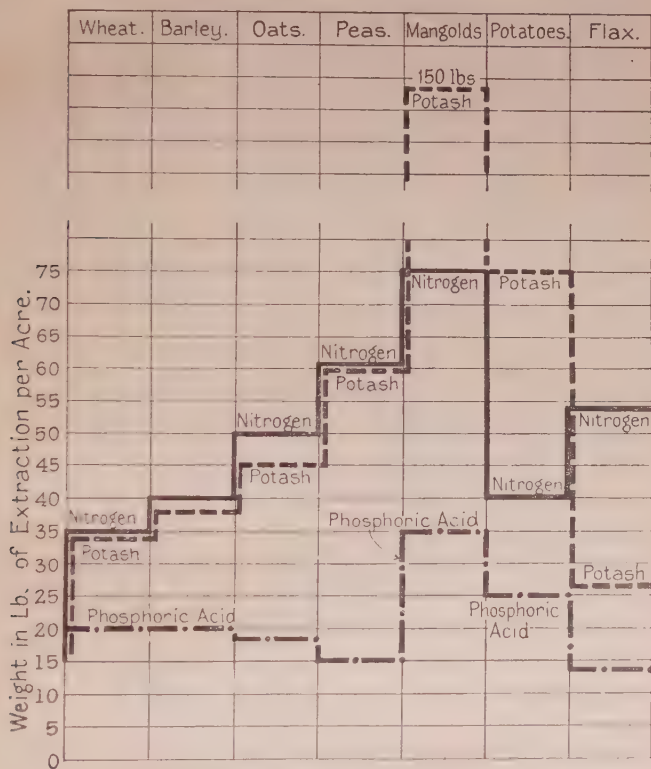 Wheat. Barley. Oats. Peas. Mangolds Potatoes. Flax.
150 lbs
Potash
Weight in Lb. of Extraction per Acre.
75
70
65
60
55
50
45
40
35
30
25
20
15
10
5
0
Nitrogen
Potash
Phosphoric Acid
Nitrogen
Potash
Nitrogen
Potash
Phosphoric Acid
Nitrogen
Potash
Nitrogen
Phosphoric
Acid
Nitrogen
Potash